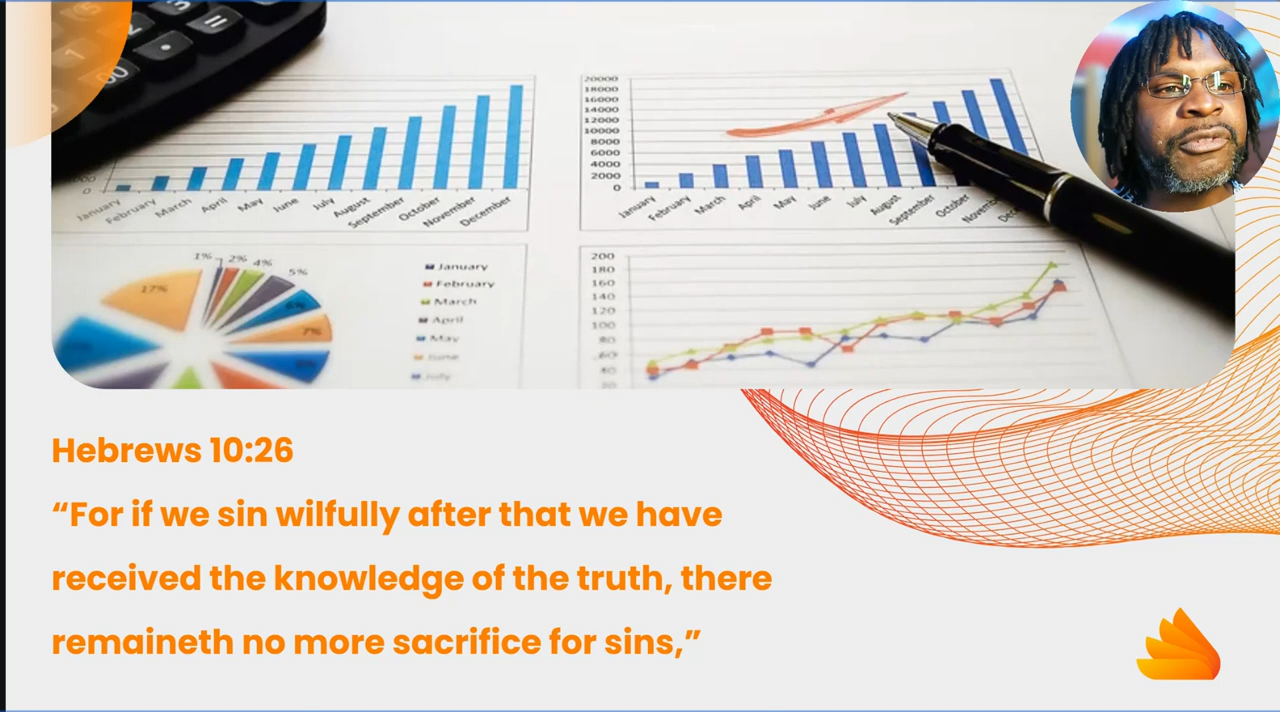 20000
18000
16000
14000
12000
10000
8000
6000
4000
2000
0
0
January February March April May June July August September October November December
January February March April May June July August September October
1% 2% 4% 5%
17%
7%
January
February
March
April
May
June
July
200
180
160
140
120
100
80
60
Hebrews 10:26
“For if we sin wilfully after that we have
received the knowledge of the truth, there
remaineth no more sacrifice for sins,”